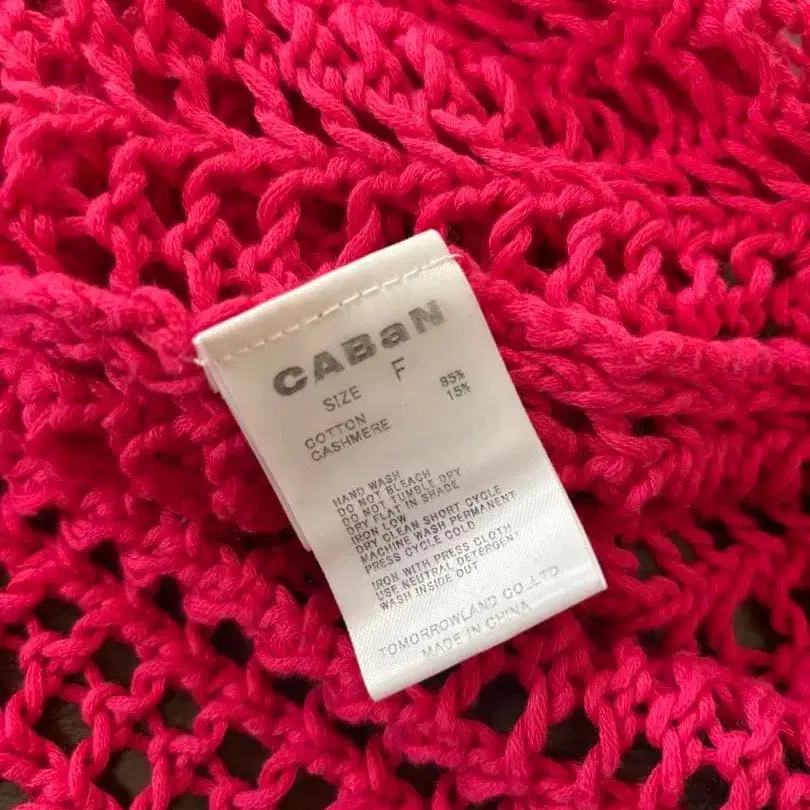 CABaN
SIZE F
COTTON 85%
CASHMERE 15%
HAND WASH
DO NOT BLEACH
DO NOT TUMBLE DRY
DRY FLAT IN SHADE
IRON LOW
DRY CLEAN SHORT CYCLE
MACHINE WASH PERMANENT
PRESS CYCLE COLD
IRON WITH PRESS CLOTH
USE NEUTRAL DETERGENT
WASH INSIDE OUT
TOMORROWLAND CO.,LTD
MADE IN CHINA